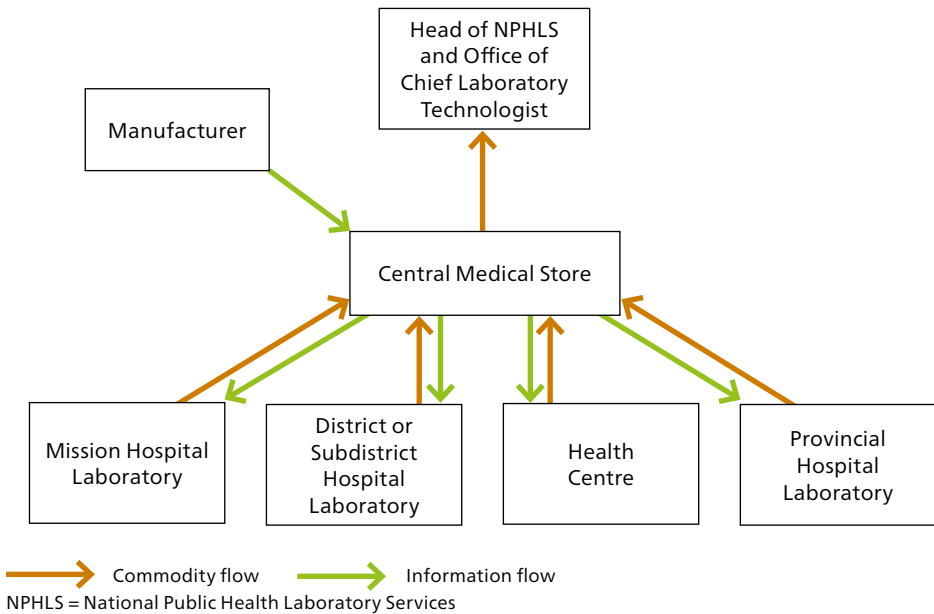 Head of NPHLS
and Office of
Chief Laboratory
Technologist
Manufacturer
Central Medical Store
Mission Hospital
Laboratory
District or
Subdistrict
Hospital
Laboratory
Health
Centre
Provincial
Hospital
Laboratory
Commodity flow
Information flow
NPHLS = National Public Health Laboratory Services